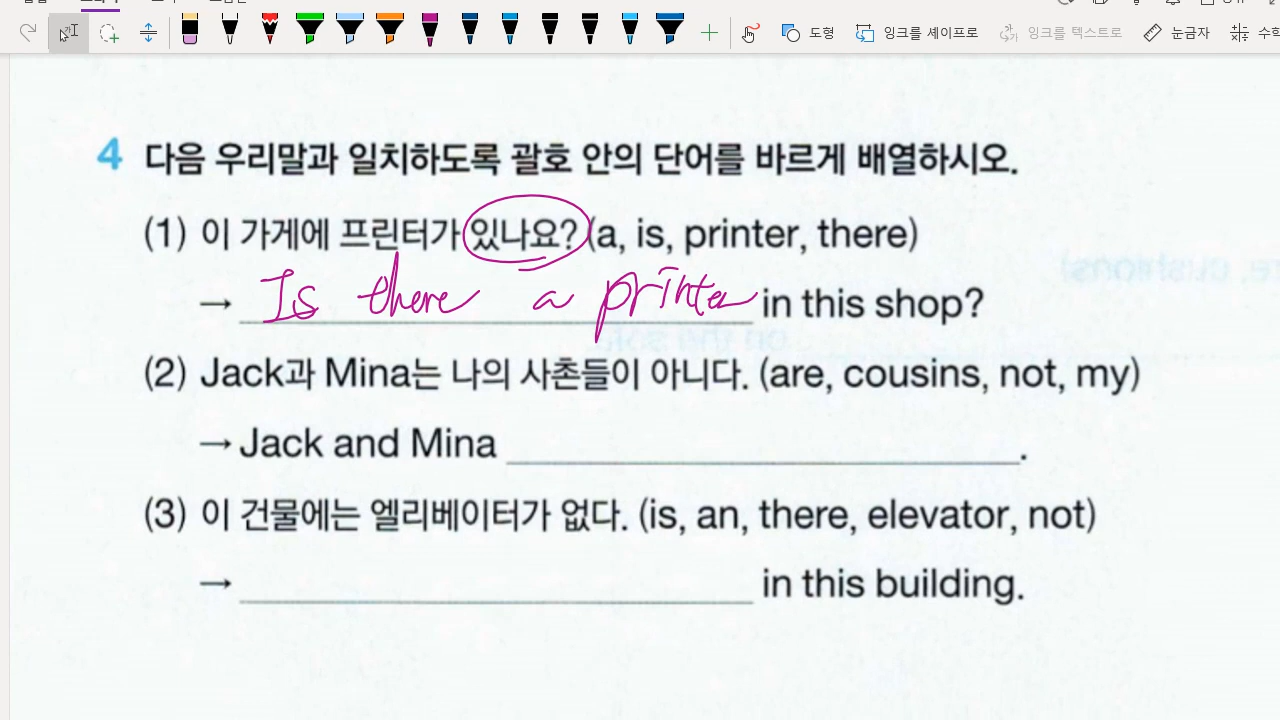 도형 잉크를 셰이프로 잉크를 텍스트로 눈금자
4 다음 우리말과 일치하도록 괄호 안의 단어를 바르게 배열하시오.
(1) 이 가게에 프린터가 있나요? (a, is, printer, there)
→ Is there a printer in this shop?
(2) Jack과 Mina는 나의 사촌들이 아니다. (are, cousins, not, my)
→ Jack and Mina .
(3) 이 건물에는 엘리베이터가 없다. (is, an, there, elevator, not)
→ in this building.